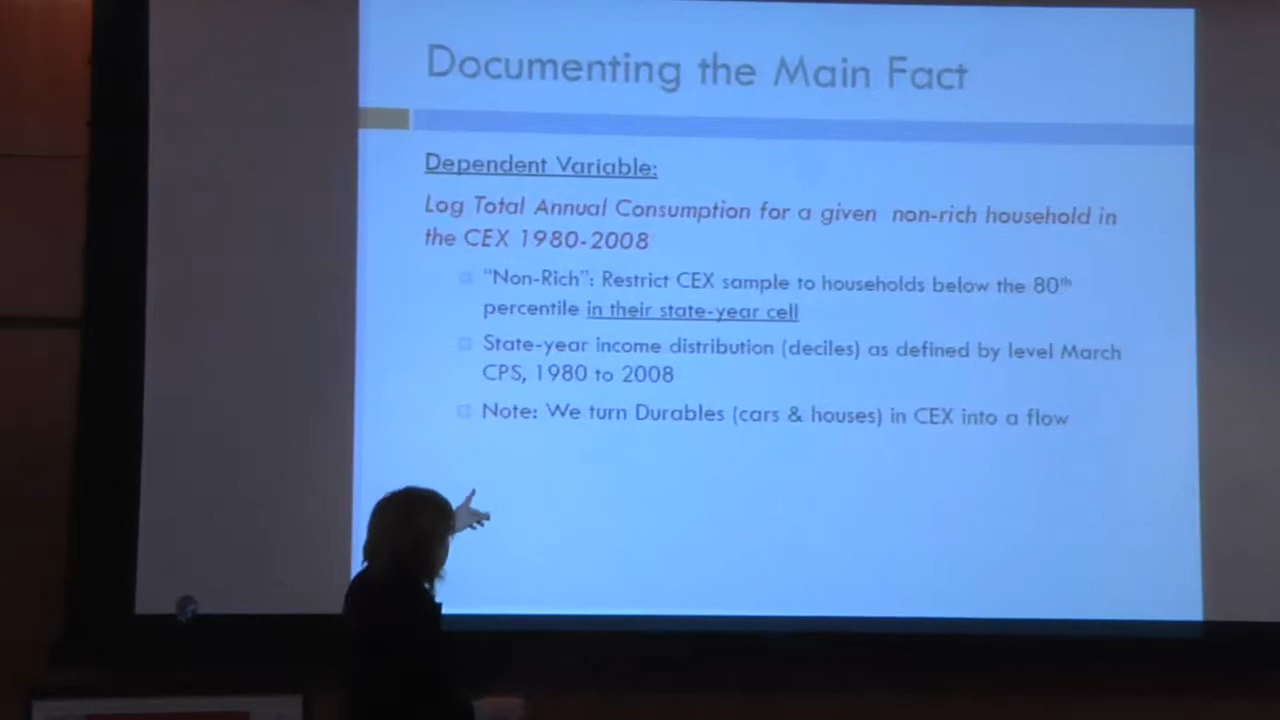 Documenting the Main Fact
Dependent Variable:
Log Total Annual Consumption for a given non-rich household in
the CEX 1980-2008
"Non-Rich": Restrict CEX sample to households below the 80th
percentile in their state-year cell
State-year income distribution (deciles) as defined by level March
CPS, 1980 to 2008
Note: We turn Durables (cars & houses) in CEX into a flow